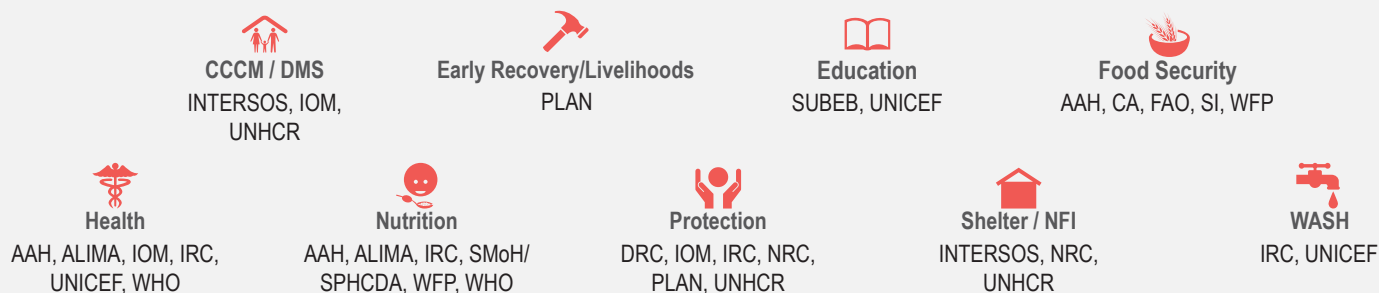 CCCM / DMS
INTERSOS, IOM,
UNHCR
Early Recovery/Livelihoods
PLAN
Education
SUBEB, UNICEF
Food Security
AAH, CA, FAO, SI, WFP
Health
AAH, ALIMA, IOM, IRC,
UNICEF, WHO
Nutrition
AAH, ALIMA, IRC, SMoH/
SPHCDA, WFP, WHO
Protection
DRC, IOM, IRC, NRC,
PLAN, UNHCR
Shelter / NFI
INTERSOS, NRC,
UNHCR
WASH
IRC, UNICEF